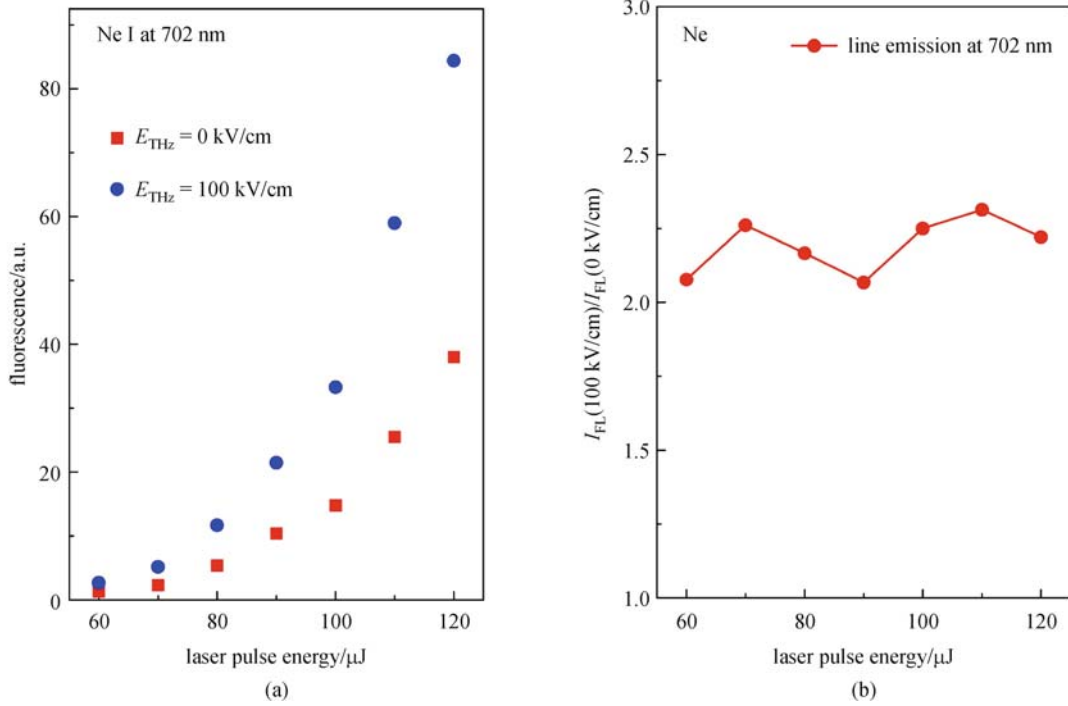 Ne I at 702 nm
E_THz = 0 kV/cm
E_THz = 100 kV/cm
fluorescence/a.u.
80
60
40
20
0
60
80
100
120
laser pulse energy/μJ
(a)
Ne
line emission at 702 nm
I_FL(100 kV/cm)/I_FL(0 kV/cm)
3.0
2.5
2.0
1.5
1.0
60
80
100
120
laser pulse energy/μJ
(b)